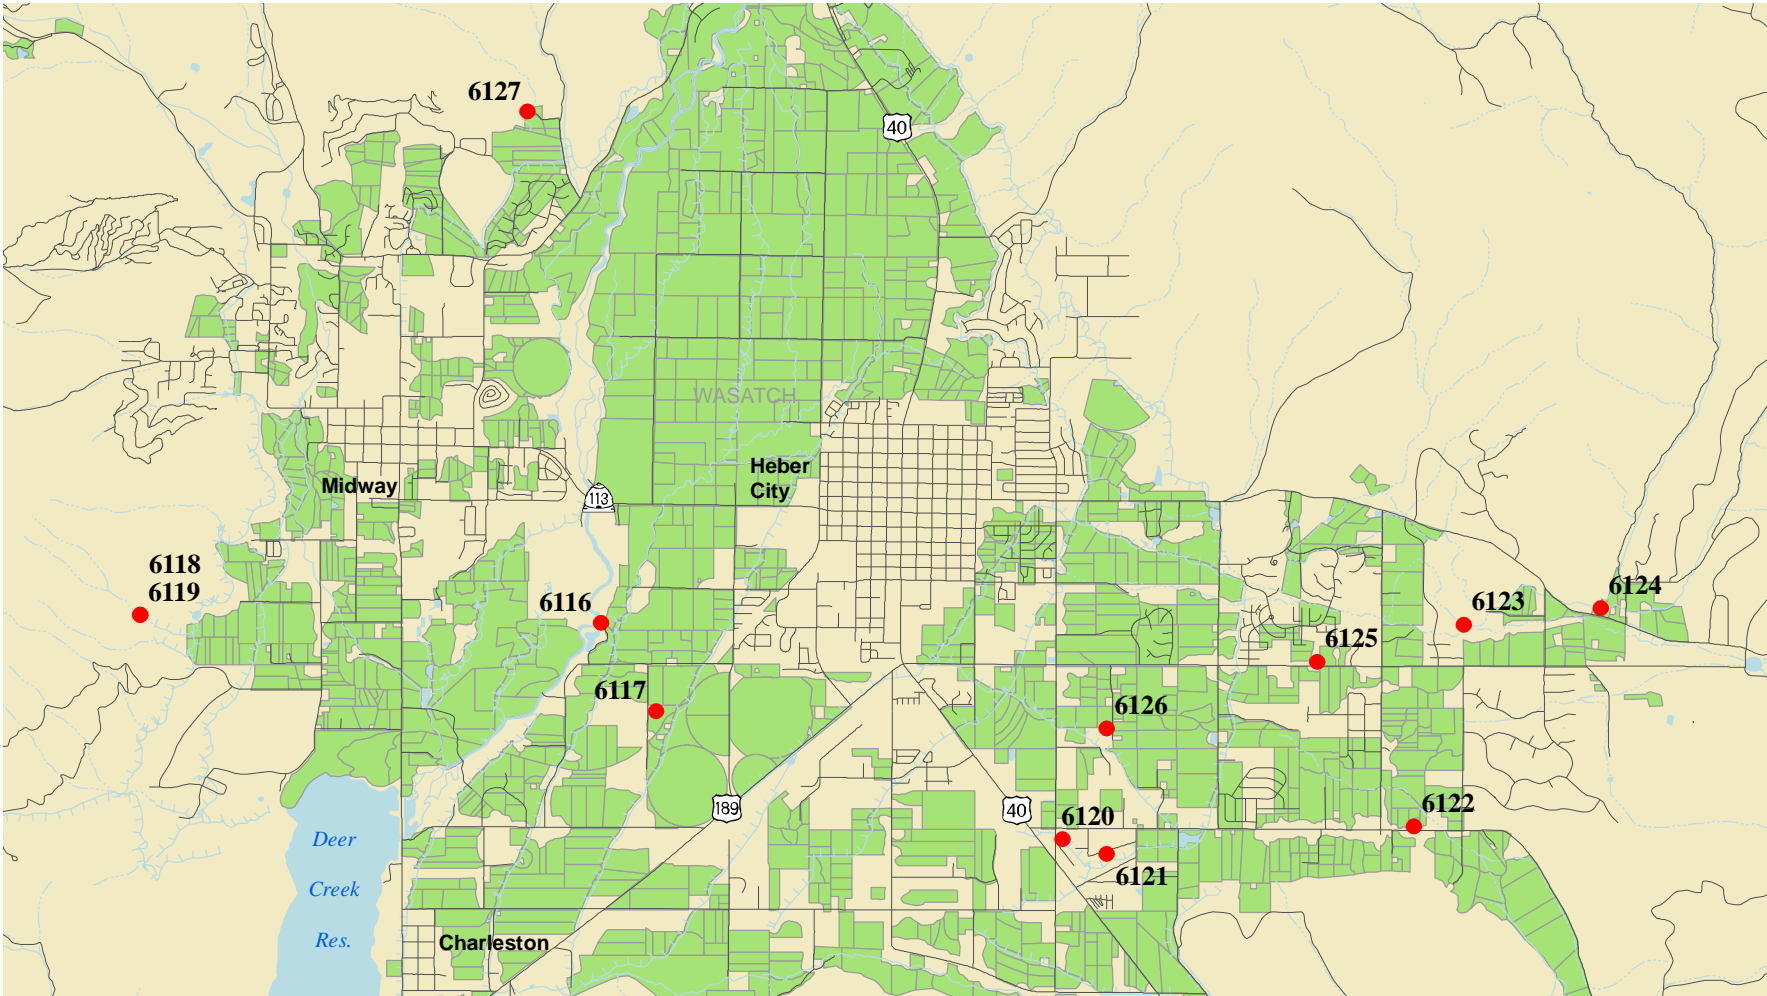 6127
40
WASATCH
Heber
City
Midway
113
6118
6119
6116
6123
6124
6125
6117
6126
189
40
6120
6122
6121
Deer
Creek
Res.
Charleston